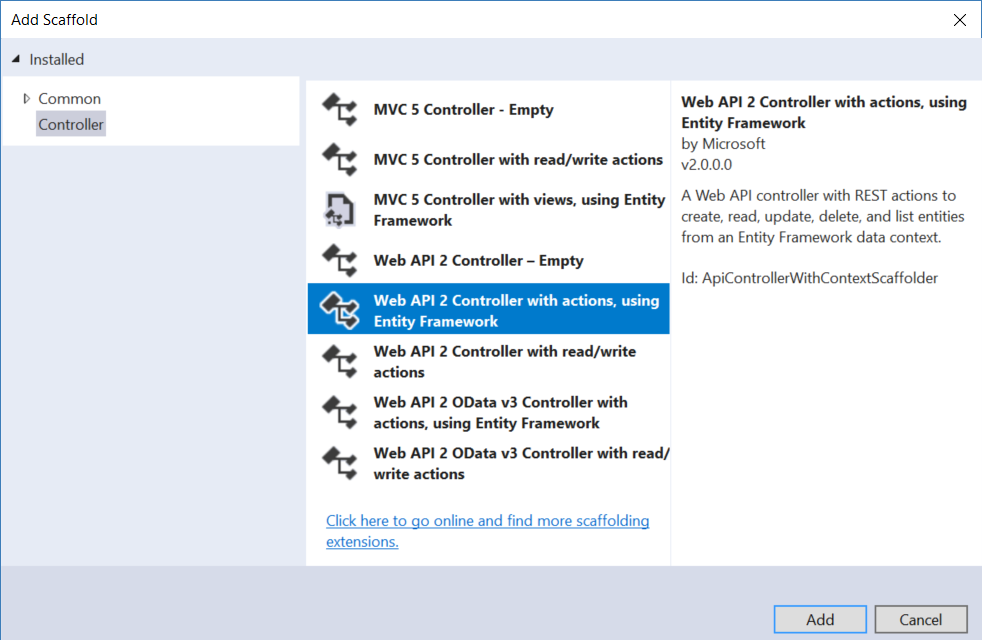 Add Scaffold
Installed
Common
Controller
MVC 5 Controller - Empty
MVC 5 Controller with read/write actions
MVC 5 Controller with views, using Entity
Framework
Web API 2 Controller – Empty
Web API 2 Controller with actions, using
Entity Framework
Web API 2 Controller with read/write
actions
Web API 2 OData v3 Controller with
actions, using Entity Framework
Web API 2 OData v3 Controller with read/
write actions
Click here to go online and find more scaffolding
extensions.
Web API 2 Controller with actions, using
Entity Framework
by Microsoft
v2.0.0.0
A Web API controller with REST actions to
create, read, update, delete, and list entities
from an Entity Framework data context.
Id: ApiControllerWithContextScaffolder
Add
Cancel